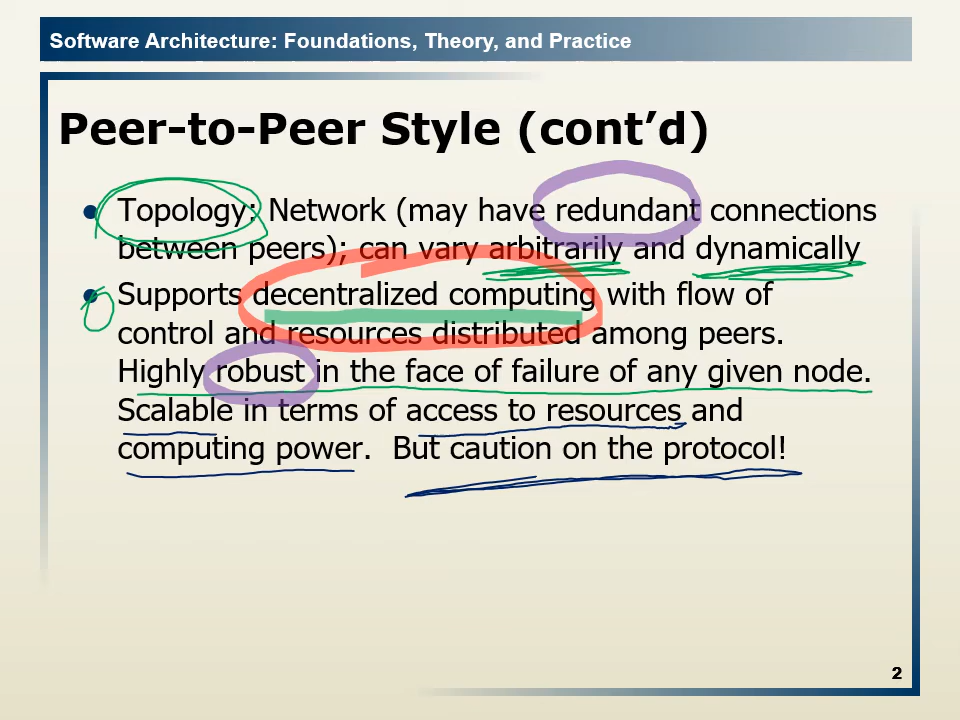 Software Architecture: Foundations, Theory, and Practice
Peer-to-Peer Style (cont’d)
● Topology: Network (may have redundant connections
between peers); can vary arbitrarily and dynamically
● Supports decentralized computing with flow of
control and resources distributed among peers.
Highly robust in the face of failure of any given node.
Scalable in terms of access to resources and
computing power.  But caution on the protocol!
2